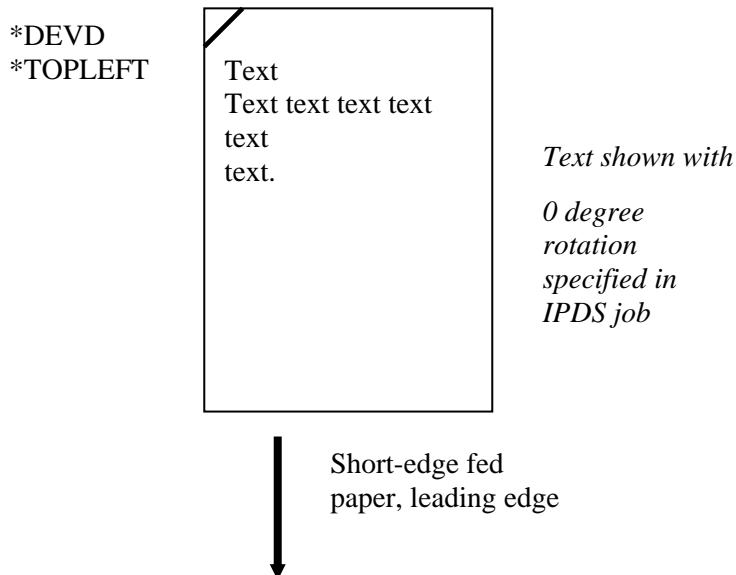 *DEVD
*TOPLEFT
Text
Text text text text
text
text.
Text shown with
0 degree
rotation
specified in
IPDS job
Short-edge fed
paper, leading edge